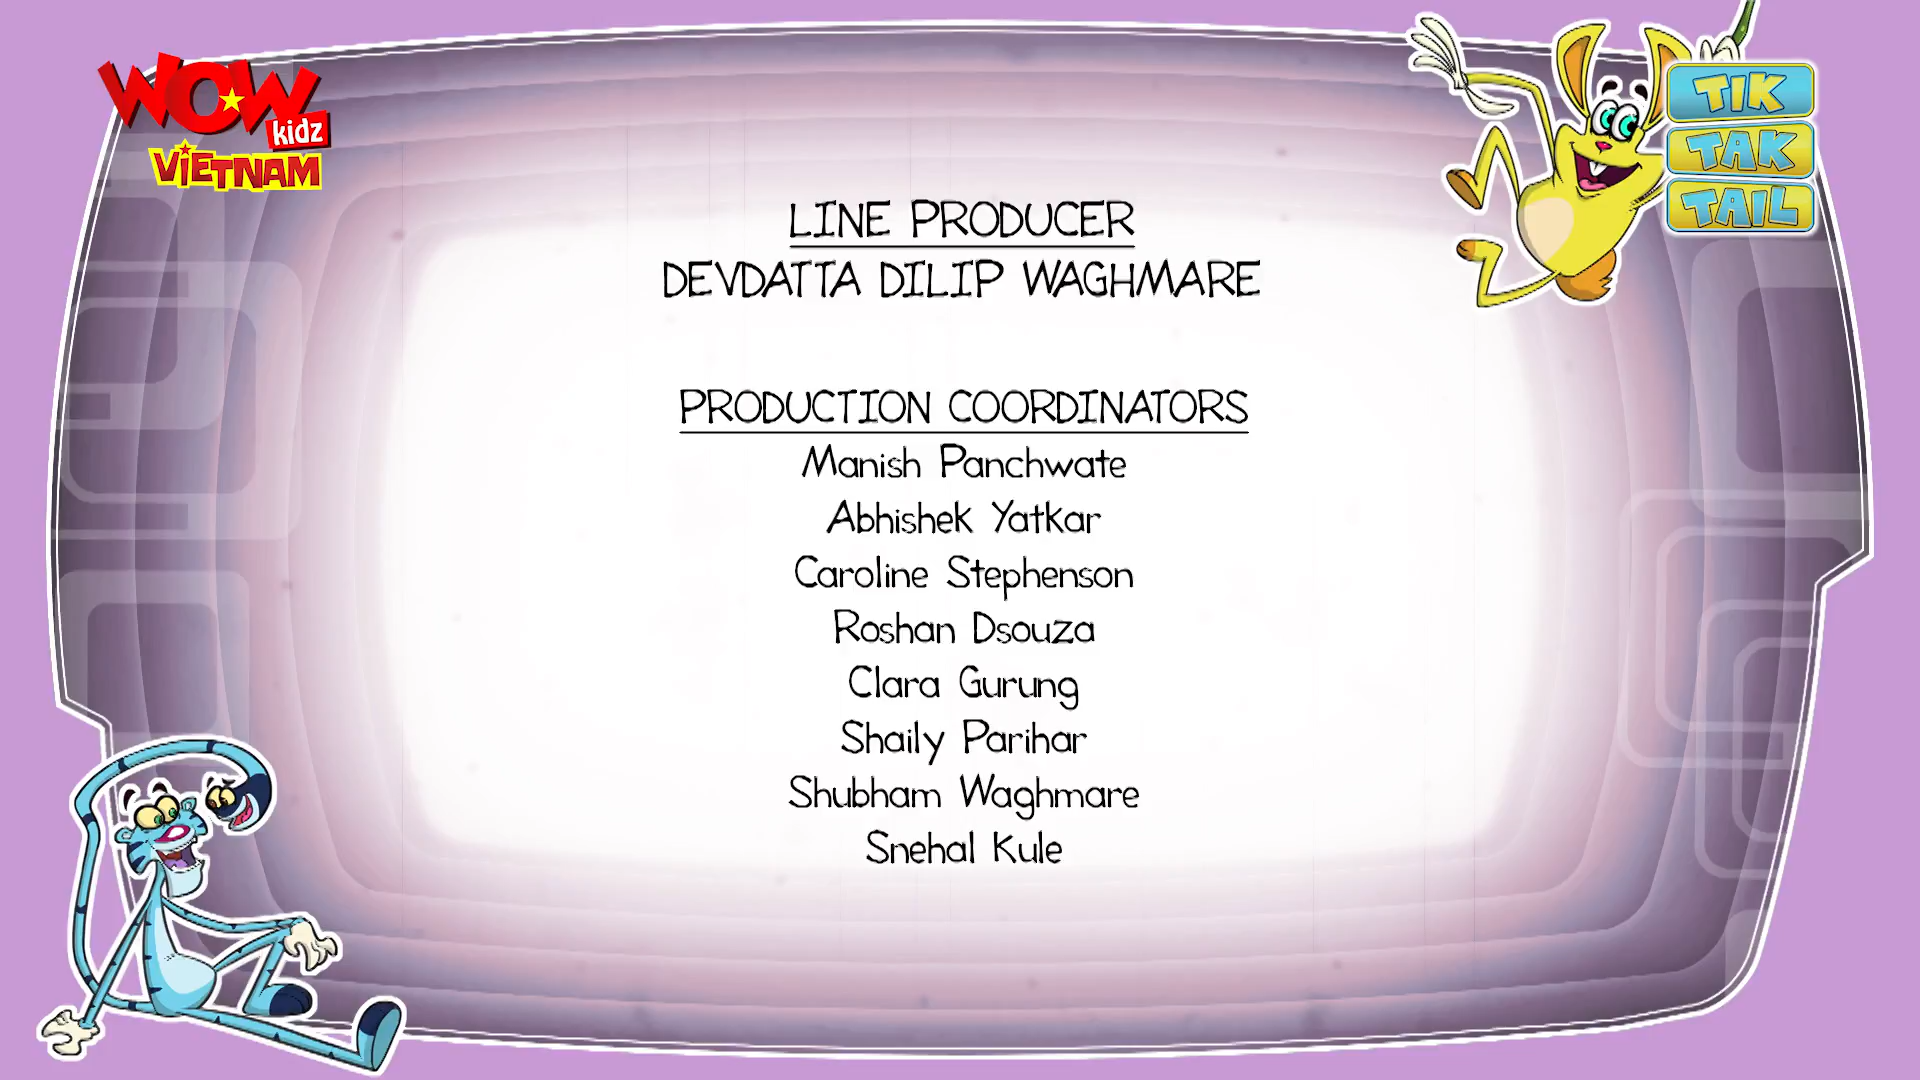 WOW
kidz
VIETNAM
TIK
TAK
TAIL
LINE PRODUCER
DEVDATTA DILIP WAGHMARE
PRODUCTION COORDINATORS
Manish Panchwate
Abhishek Yatkar
Caroline Stephenson
Roshan Dsouza
Clara Gurung
Shaily Parihar
Shubham Waghmare
Snehal Kule